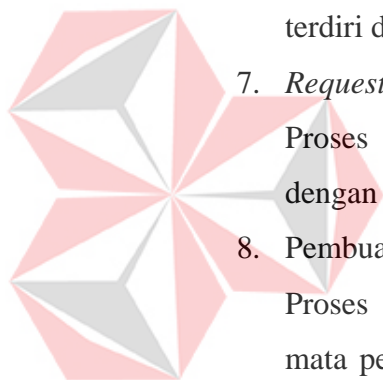 terdiri d
7. Request
Proses
dengan
8. Pembua
Proses
mata pe